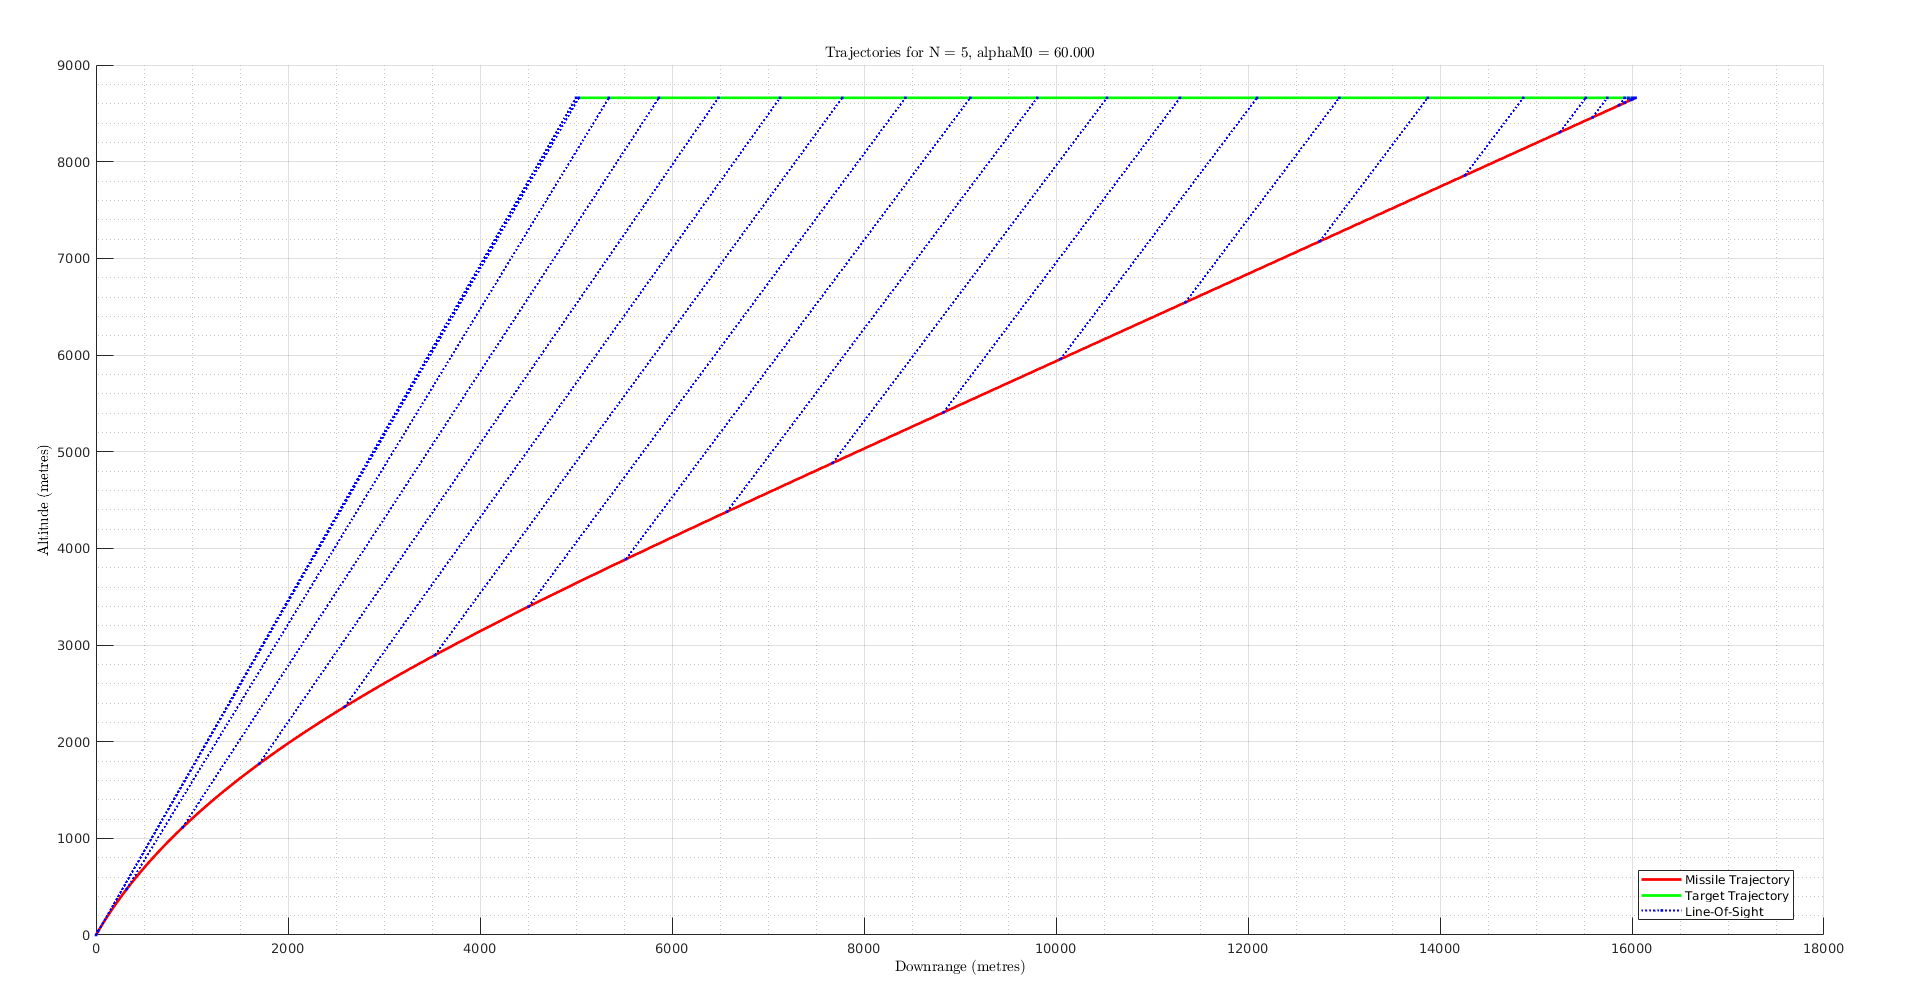 Trajectories for N = 5, alphaM0 = 60.000
9000
8000
7000
6000
5000
4000
3000
2000
1000
0
Altitude (metres)
0 2000 4000 6000 8000 10000 12000 14000 16000 18000
Downrange (metres)
Missile Trajectory
Target Trajectory
Line-Of-Sight